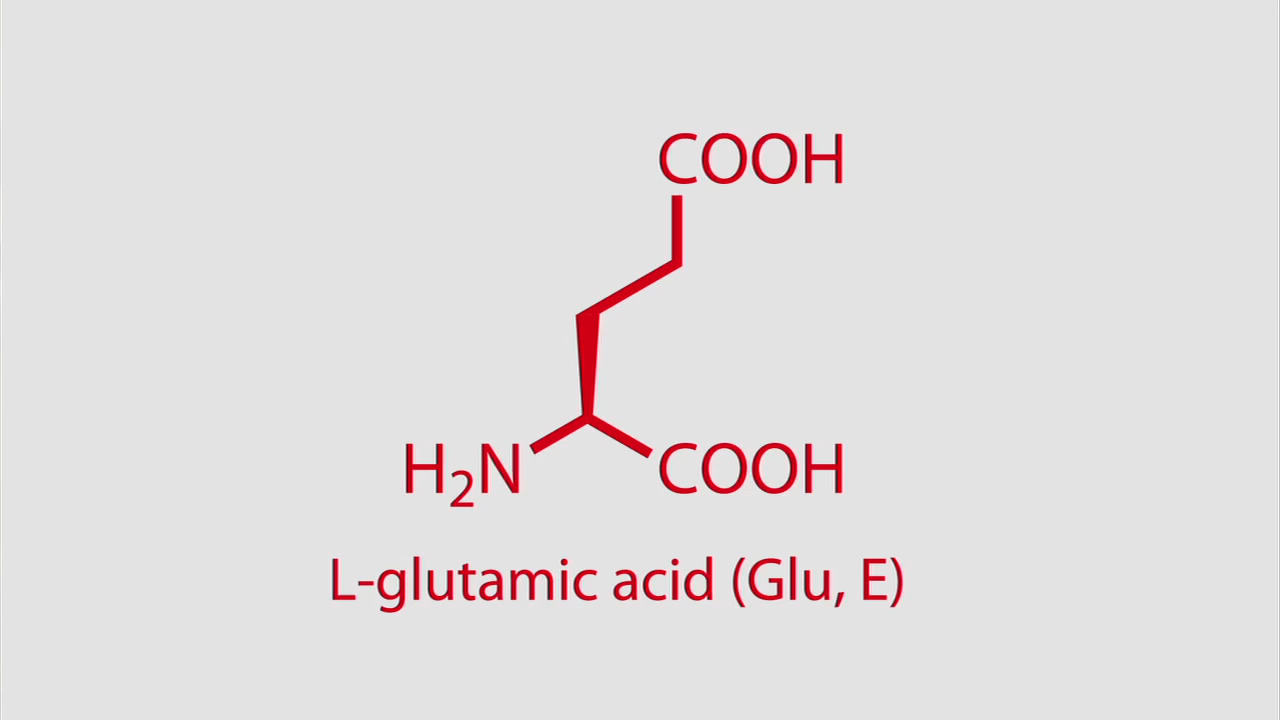 COOH
H₂N COOH
L-glutamic acid (Glu, E)